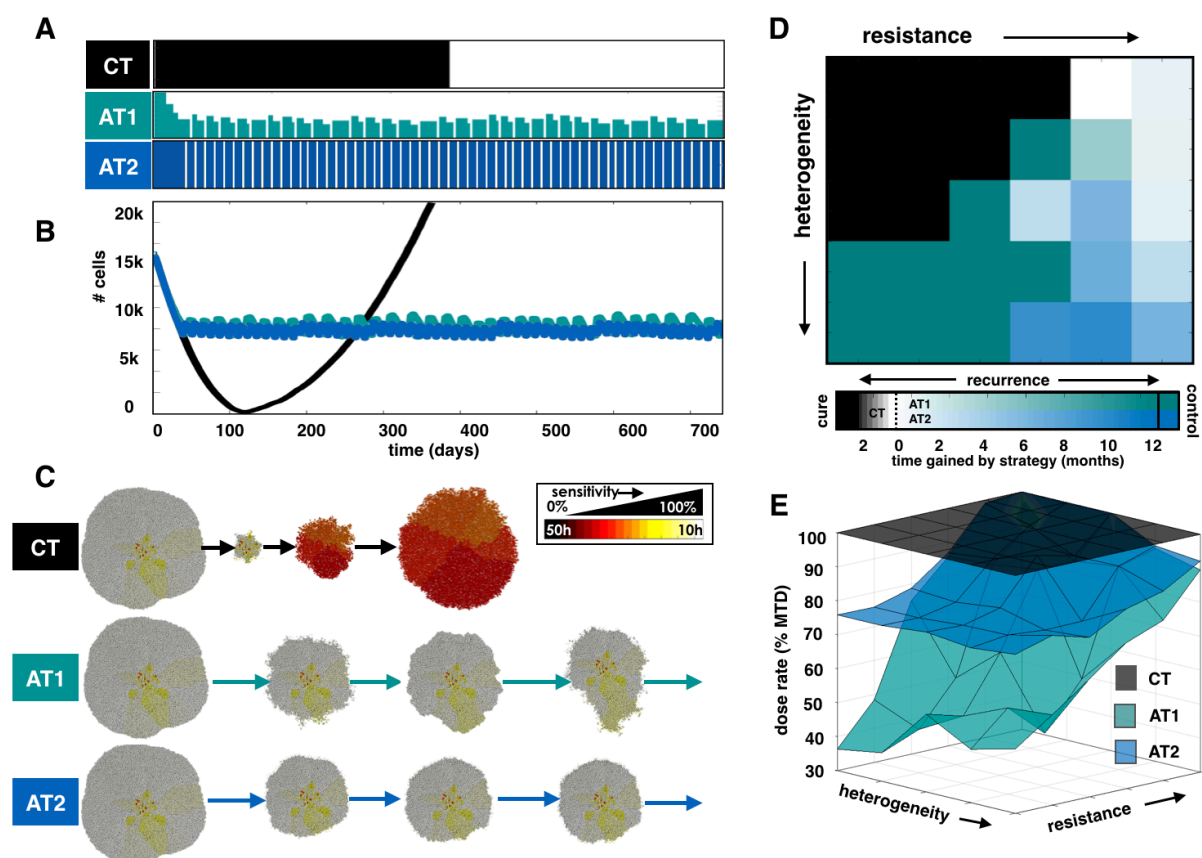 A
CT
AT1
AT2
B
20k
15k
10k
5k
0
# cells
0 100 200 300 400 500 600 700
time (days)
C
sensitivity
0% 100%
50h 10h
CT
AT1
AT2
D
resistance
heterogeneity
recurrence
cure
CT
AT1
AT2
control
2 0 2 4 6 8 10 12
time gained by strategy (months)
E
100
90
80
70
60
50
40
30
dose rate (% MTD)
CT
AT1
AT2
heterogeneity
resistance